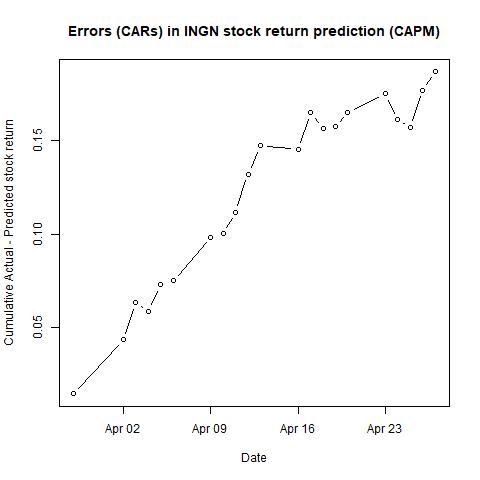 Errors (CARs) in INGN stock return prediction (CAPM)
Cumulative Actual - Predicted stock return
0.15
0.10
0.05
Apr 02 Apr 09 Apr 16 Apr 23
Date